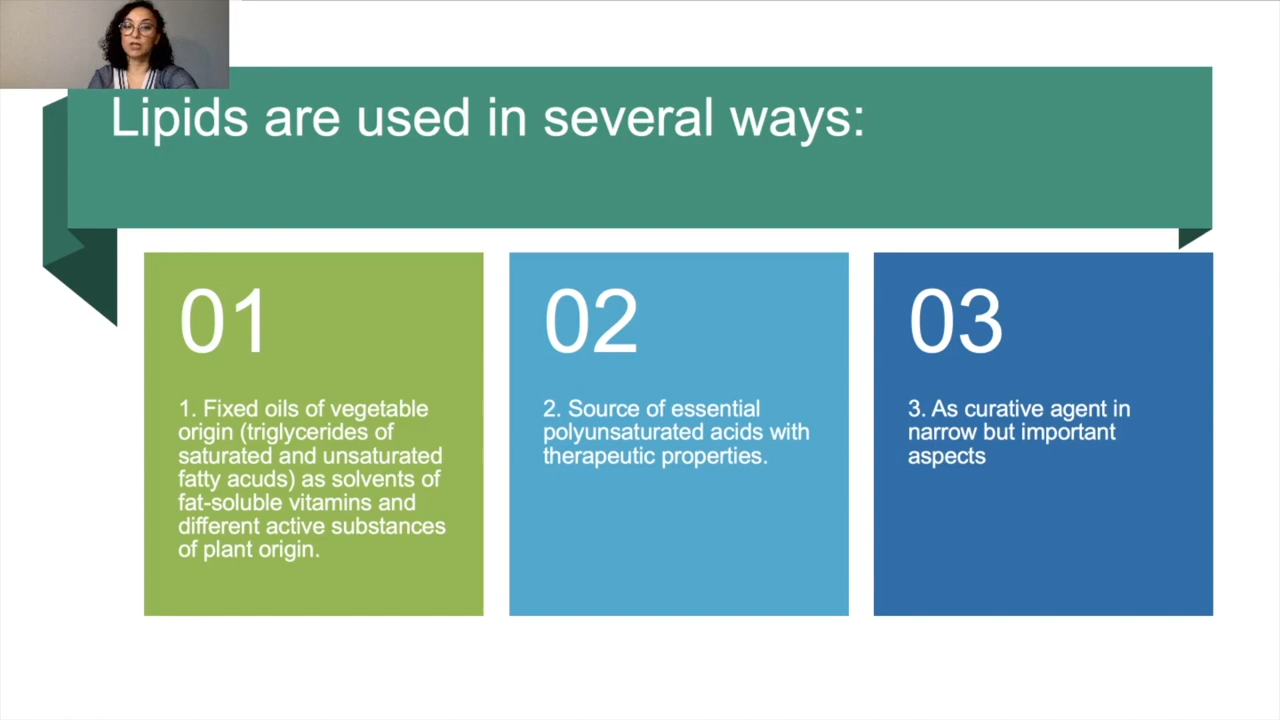 Lipids are used in several ways:
01
1. Fixed oils of vegetable
origin (triglycerides of
saturated and unsaturated
fatty acuds) as solvents of
fat-soluble vitamins and
different active substances
of plant origin.
02
2. Source of essential
polyunsaturated acids with
therapeutic properties.
03
3. As curative agent in
narrow but important
aspects